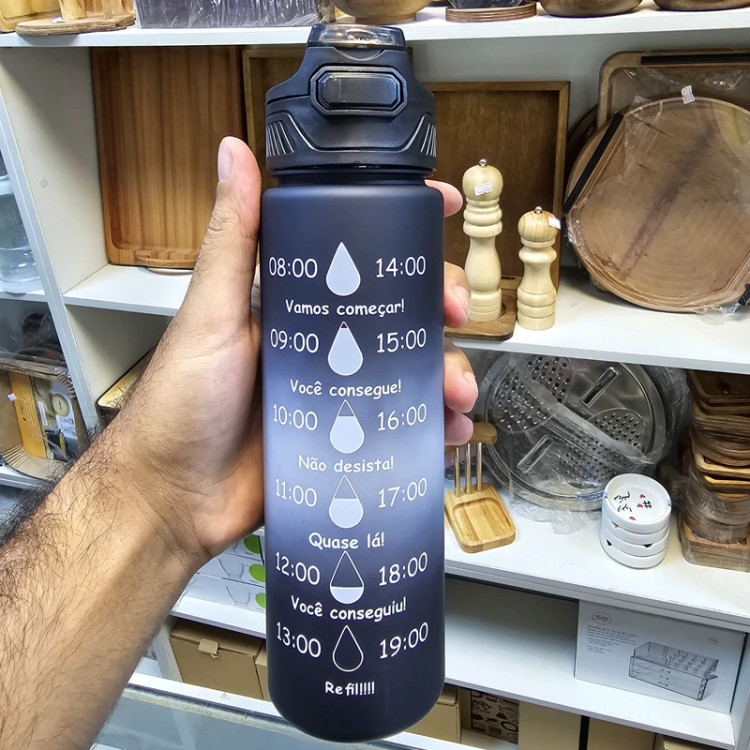 08:00 14:00
Vamos começar!
09:00 15:00
Você consegue!
10:00 16:00
Não desista!
11:00 17:00
Quase lá!
12:00 18:00
Você conseguiu!
13:00 19:00
Refil!!!!